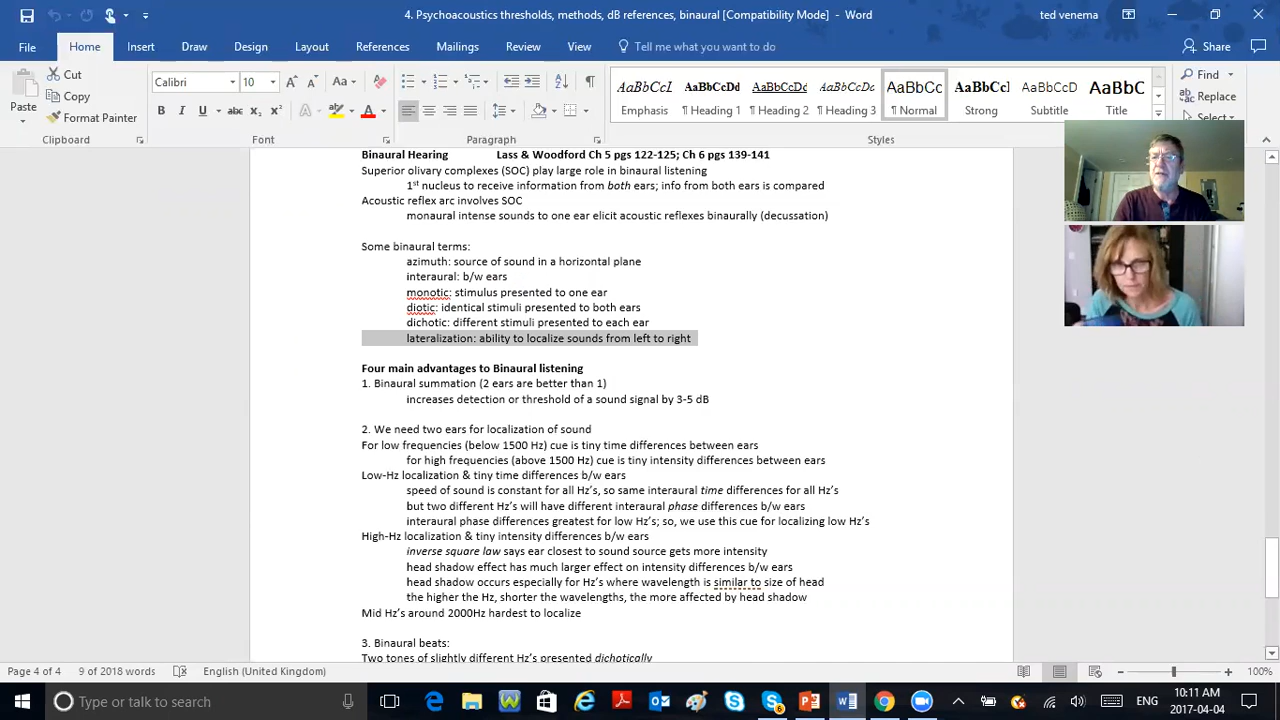 4. Psychoacoustics thresholds, methods, dB references, binaural [Compatibility Mode] - Word
ted venema
File Home Insert Draw Design Layout References Mailings Review View Tell me what you want to do Share
Paste
Cut
Copy
Format Painter
Clipboard
Calibri 10
Font
Paragraph
AaBbCcL Emphasis
AaBbCcDd ¶ Heading 1
AaBbCcDd ¶ Heading 2
AaBbCcDd ¶ Heading 3
AaBbCc ¶ Normal
AaBbCc Strong
AaBbCcD Subtitle
AaBbC Title
Styles
Find
Replace
Select
Binaural Hearing Lass & Woodford Ch 5 pgs 122-125; Ch 6 pgs 139-141
Superior olivary complexes (SOC) play large role in binaural listening
1st nucleus to receive information from both ears; info from both ears is compared
Acoustic reflex arc involves SOC
monaural intense sounds to one ear elicit acoustic reflexes binaurally (decussation)
Some binaural terms:
azimuth: source of sound in a horizontal plane
interaural: b/w ears
monotic: stimulus presented to one ear
diotic: identical stimuli presented to both ears
dichotic: different stimuli presented to each ear
lateralization: ability to localize sounds from left to right
Four main advantages to Binaural listening
1. Binaural summation (2 ears are better than 1)
increases detection or threshold of a sound signal by 3-5 dB
2. We need two ears for localization of sound
For low frequencies (below 1500 Hz) cue is tiny time differences between ears
for high frequencies (above 1500 Hz) cue is tiny intensity differences between ears
Low-Hz localization & tiny time differences b/w ears
speed of sound is constant for all Hz's, so same interaural time differences for all Hz's
but two different Hz's will have different interaural phase differences b/w ears
interaural phase differences greatest for low Hz's; so, we use this cue for localizing low Hz's
High-Hz localization & tiny intensity differences b/w ears
inverse square law says ear closest to sound source gets more intensity
head shadow effect has much larger effect on intensity differences b/w ears
head shadow occurs especially for Hz's where wavelength is similar to size of head
the higher the Hz, shorter the wavelengths, the more affected by head shadow
Mid Hz's around 2000Hz hardest to localize
3. Binaural beats:
Two tones of slightly different Hz's presented dichotically
Page 4 of 4 9 of 2018 words English (United Kingdom) 100%
Type or talk to search
ENG
10:11 AM
2017-04-04